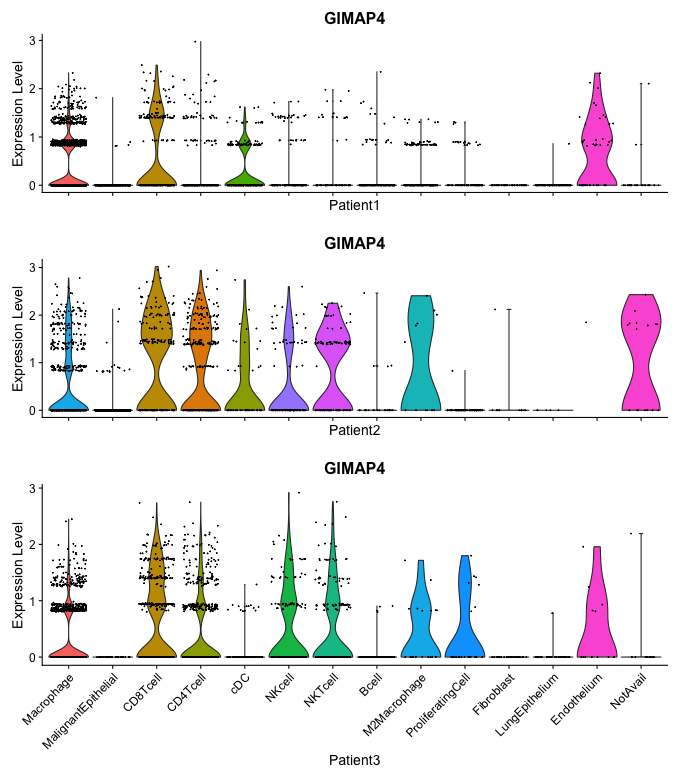 GIMAP4
Expression Level
3
2
1
0
Patient1
GIMAP4
Expression Level
3
2
1
0
Patient2
GIMAP4
Expression Level
3
2
1
0
Macrophage
MalignantEpithelial
CD8Tcell
CD4Tcell
cDC
NKcell
NKTcell
Bcell
M2Macrophage
ProliferatingCell
Fibroblast
LungEpithelium
Endothelium
NotAvail
Patient3